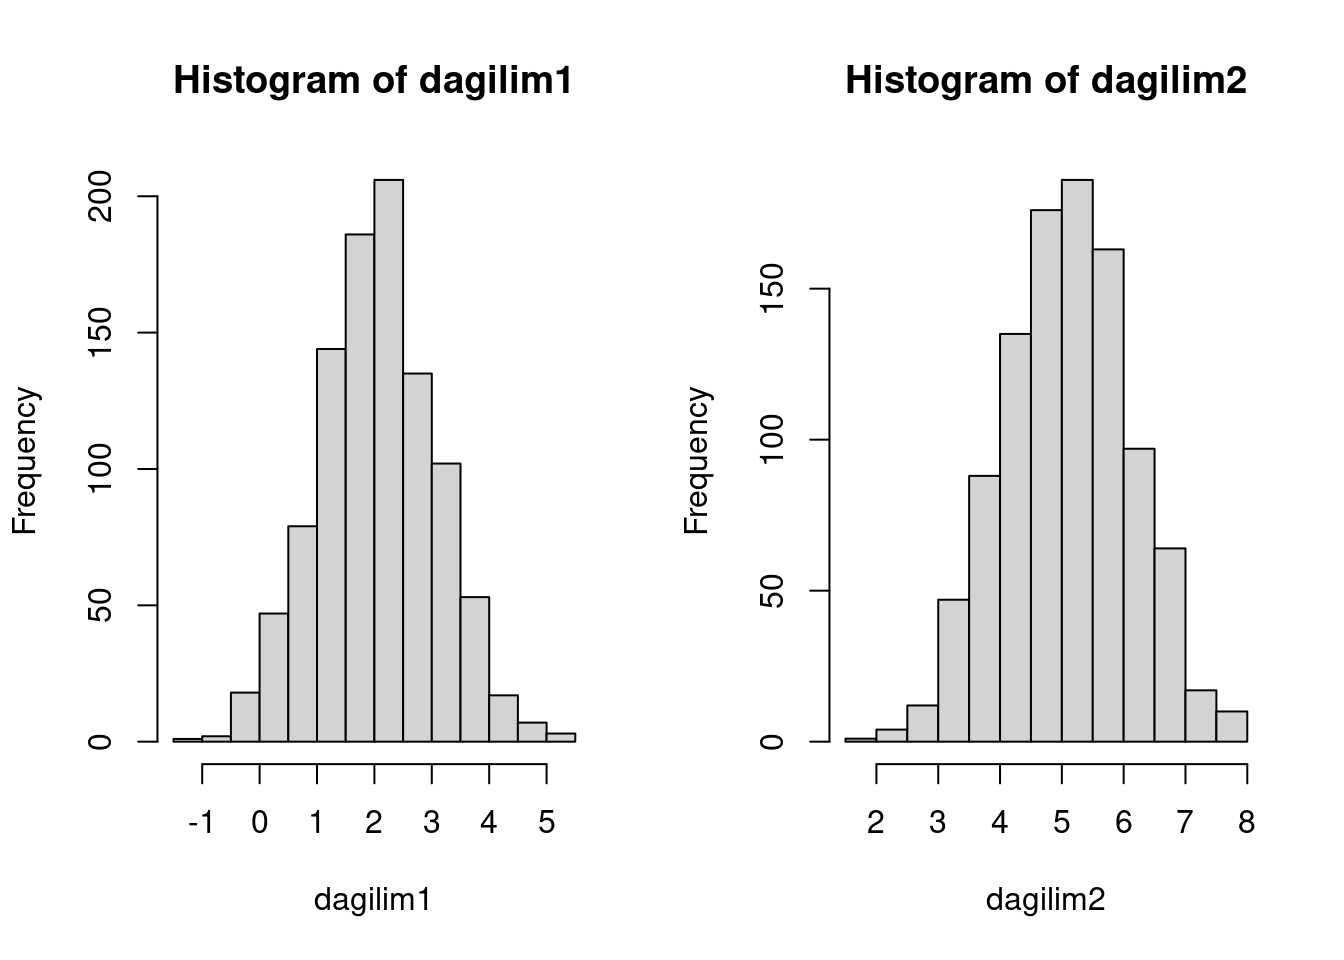 Histogram of dagilim1
Frequency
200
150
100
50
0
-1 0 1 2 3 4 5
dagilim1
Histogram of dagilim2
Frequency
150
100
50
0
2 3 4 5 6 7 8
dagilim2